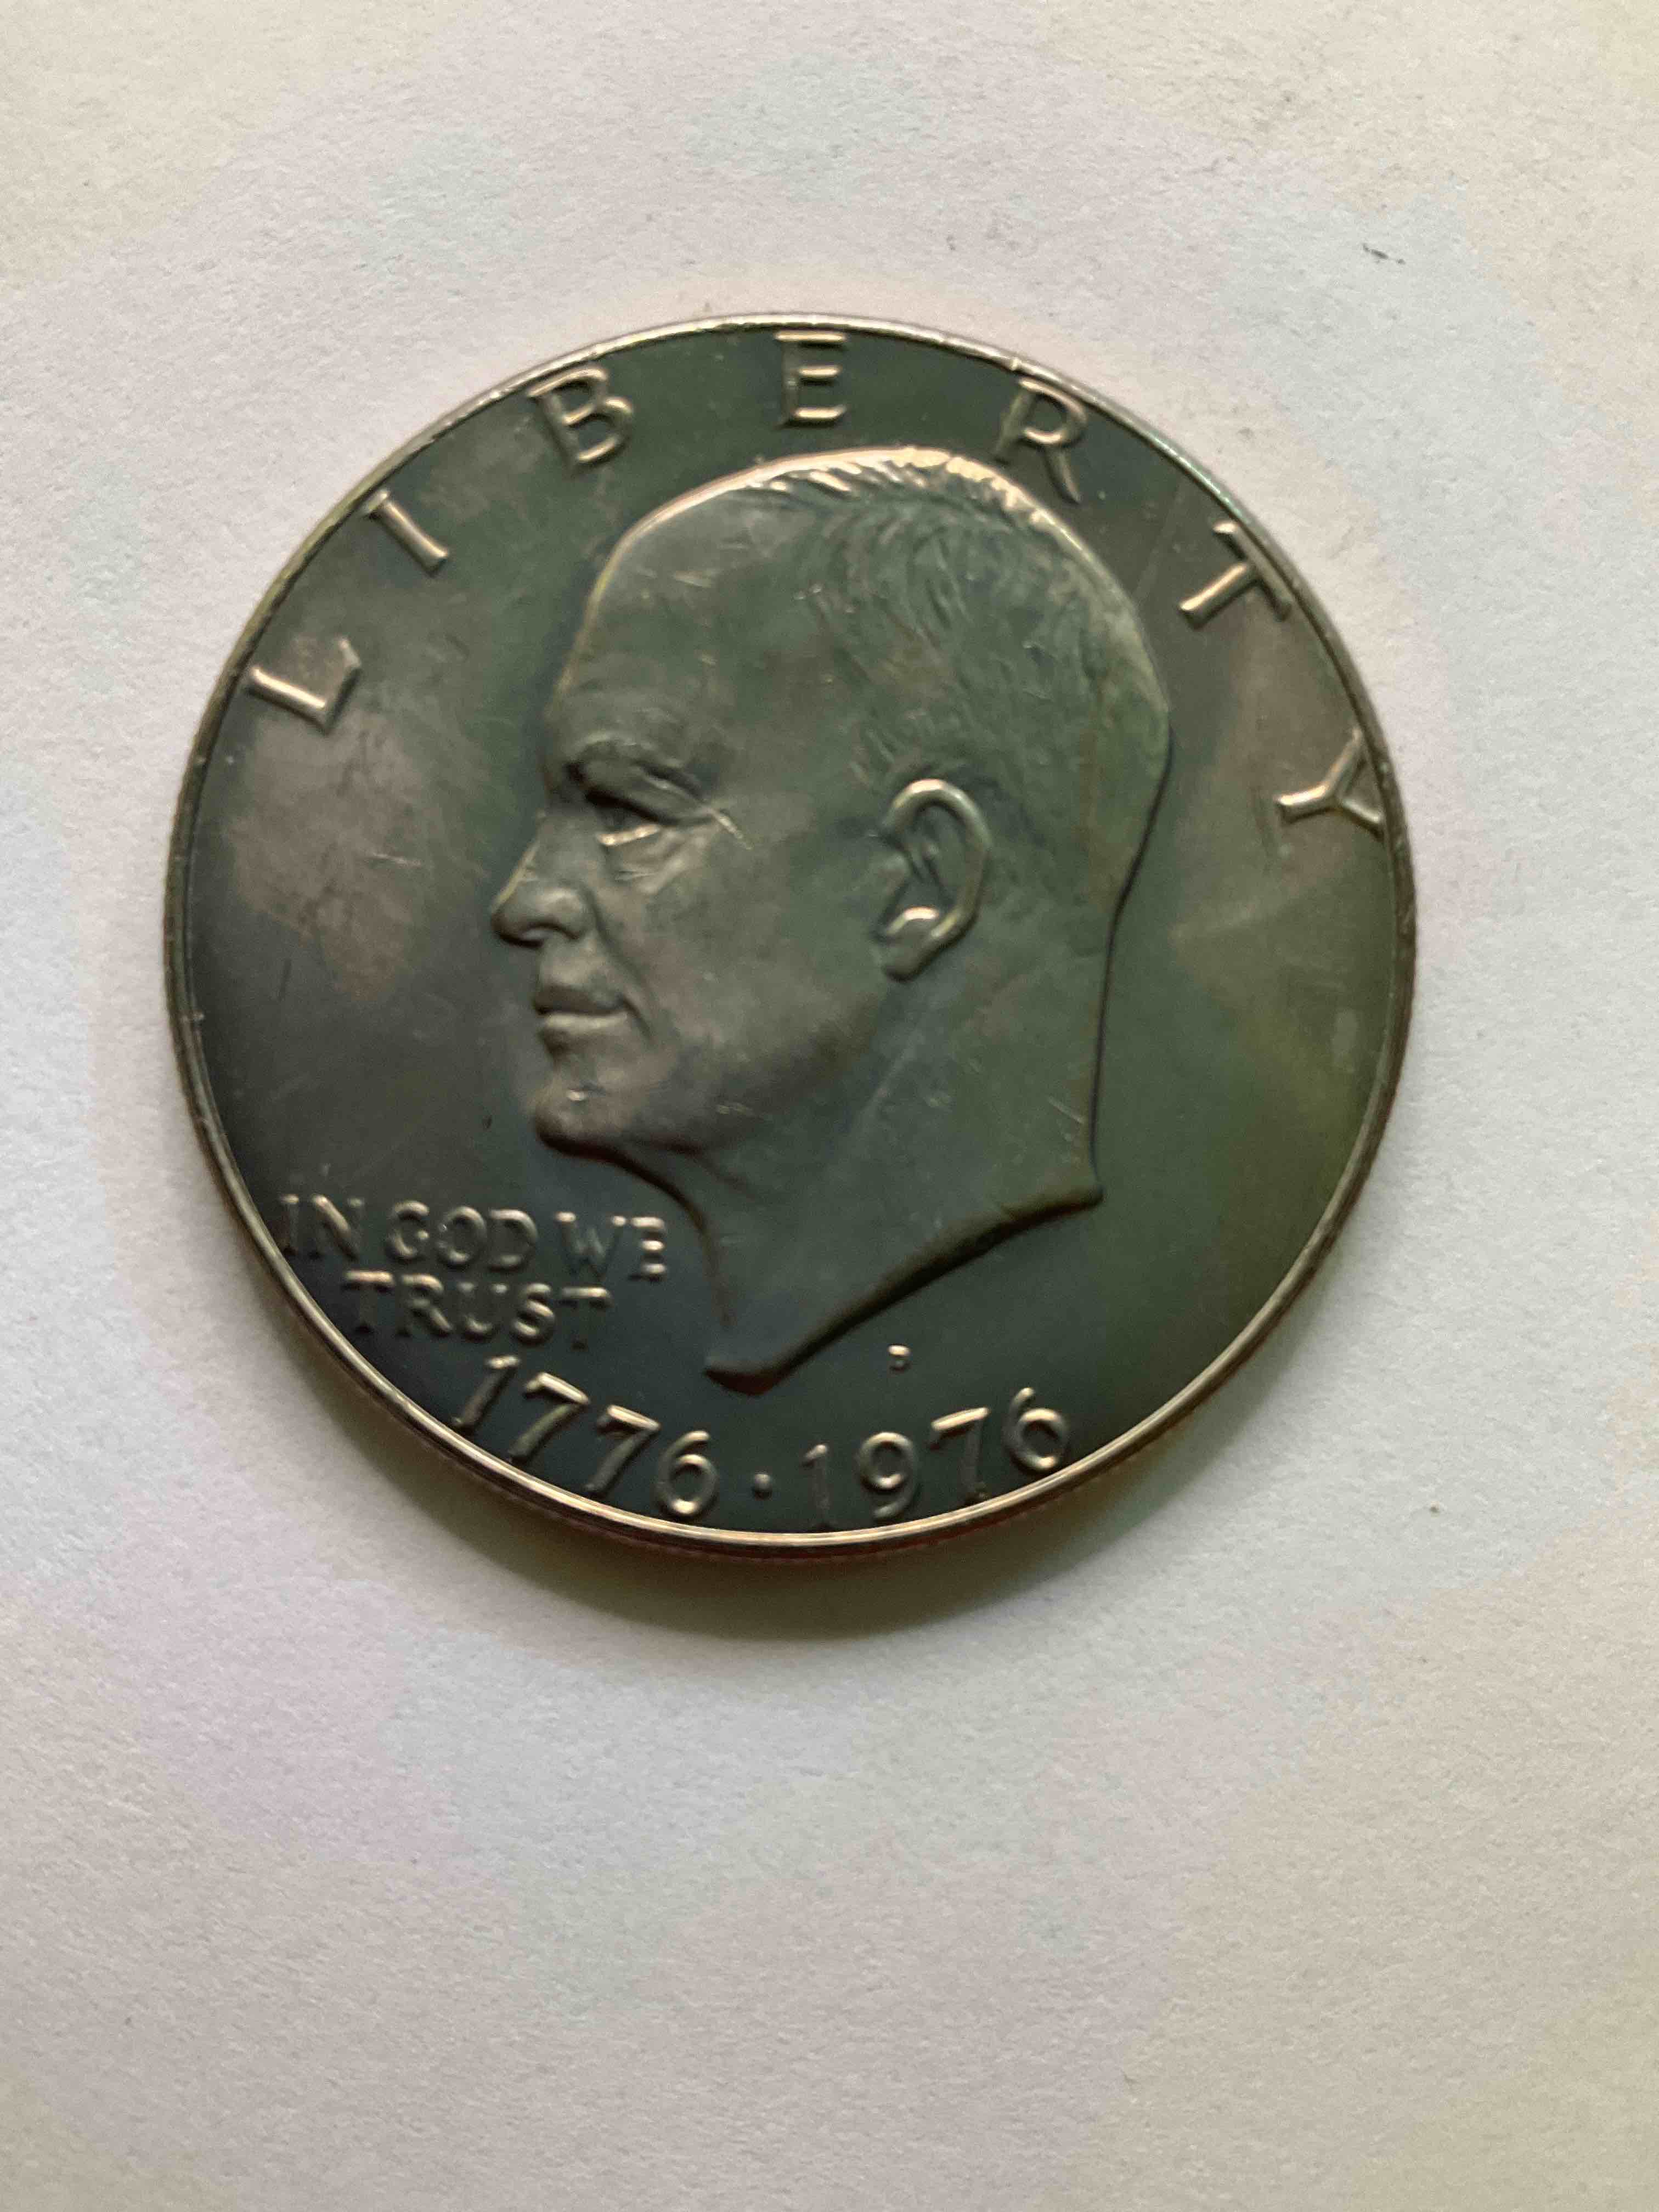 LIBERTY
IN GOD WE
TRUST
D
1776 · 1976